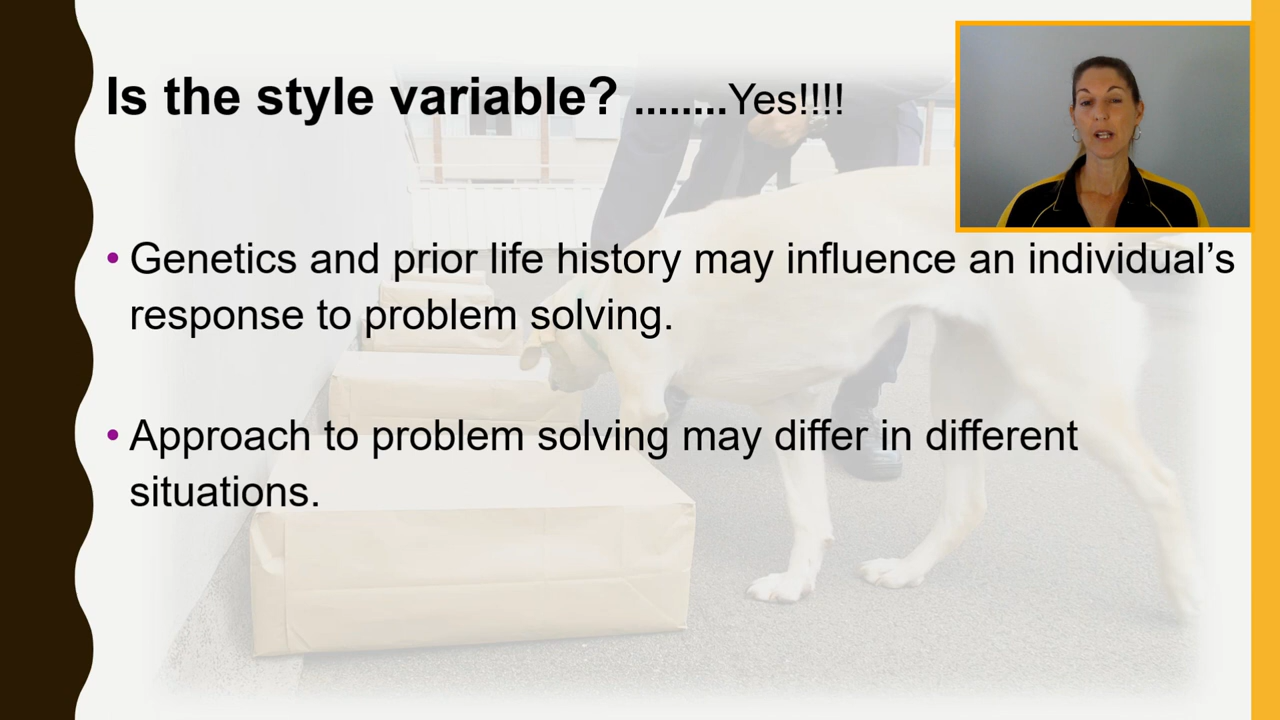 Is the style variable? ........Yes!!!!
• Genetics and prior life history may influence an individual’s
response to problem solving.
• Approach to problem solving may differ in different
situations.